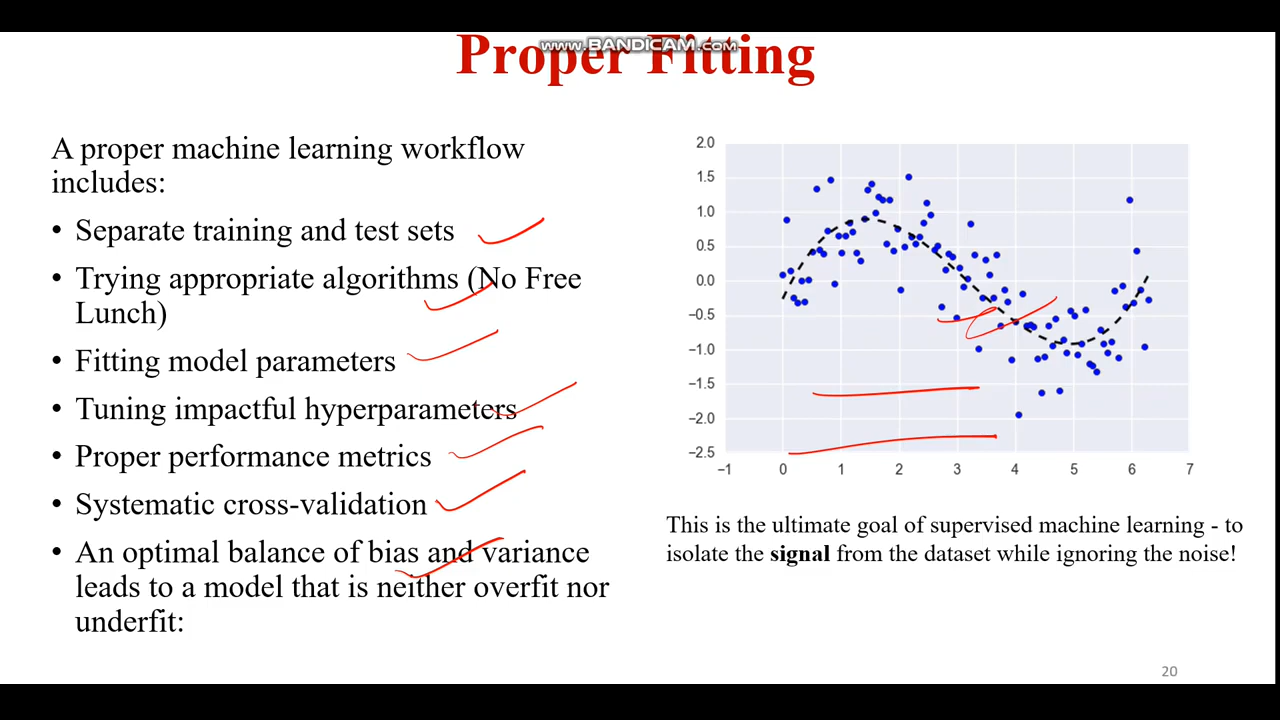 www.BANDICAM.com
Proper Fitting
A proper machine learning workflow
includes:
• Separate training and test sets
• Trying appropriate algorithms (No Free
Lunch)
• Fitting model parameters
• Tuning impactful hyperparameters
• Proper performance metrics
• Systematic cross-validation
• An optimal balance of bias and variance
leads to a model that is neither overfit nor
underfit:
2.0
1.5
1.0
0.5
0.0
−0.5
−1.0
−1.5
−2.0
−2.5
−1 0 1 2 3 4 5 6 7
This is the ultimate goal of supervised machine learning - to
isolate the signal from the dataset while ignoring the noise!
20